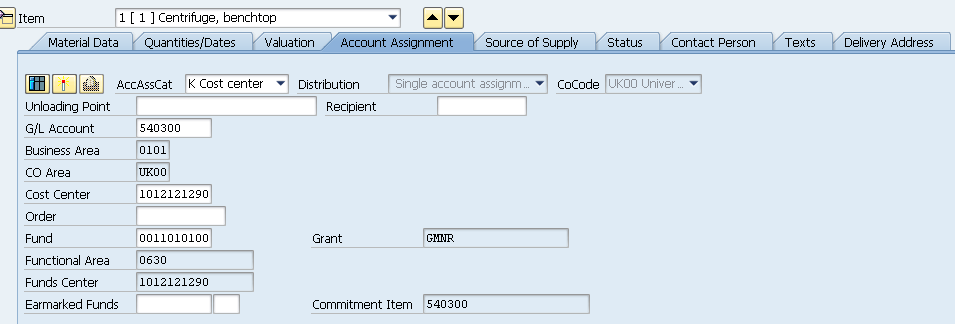 Item 1 [ 1 ] Centrifuge, benchtop
Material Data Quantities/Dates Valuation Account Assignment Source of Supply Status Contact Person Texts Delivery Address
AccAssCat K Cost center Distribution Single account assignm... CoCode UK00 Univer...
Unloading Point Recipient
G/L Account 540300
Business Area 0101
CO Area UK00
Cost Center 1012121290
Order
Fund 0011010100 Grant GMNR
Functional Area 0630
Funds Center 1012121290
Earmarked Funds Commitment Item 540300